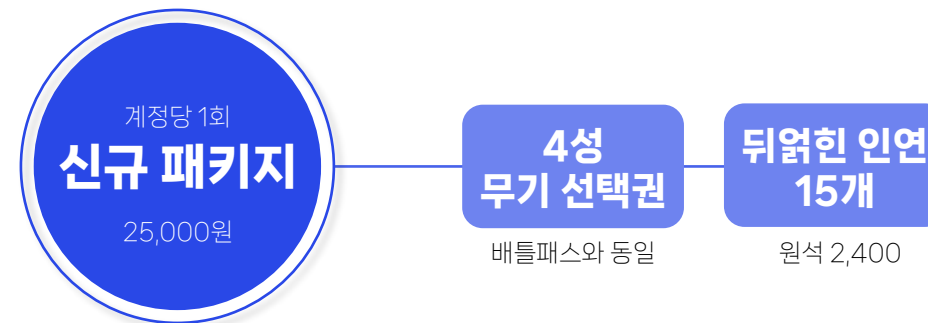 계정당 1회
신규 패키지
25,000원
4성
무기 선택권
배틀패스와 동일
뒤얽힌 인연
15개
원석 2,400